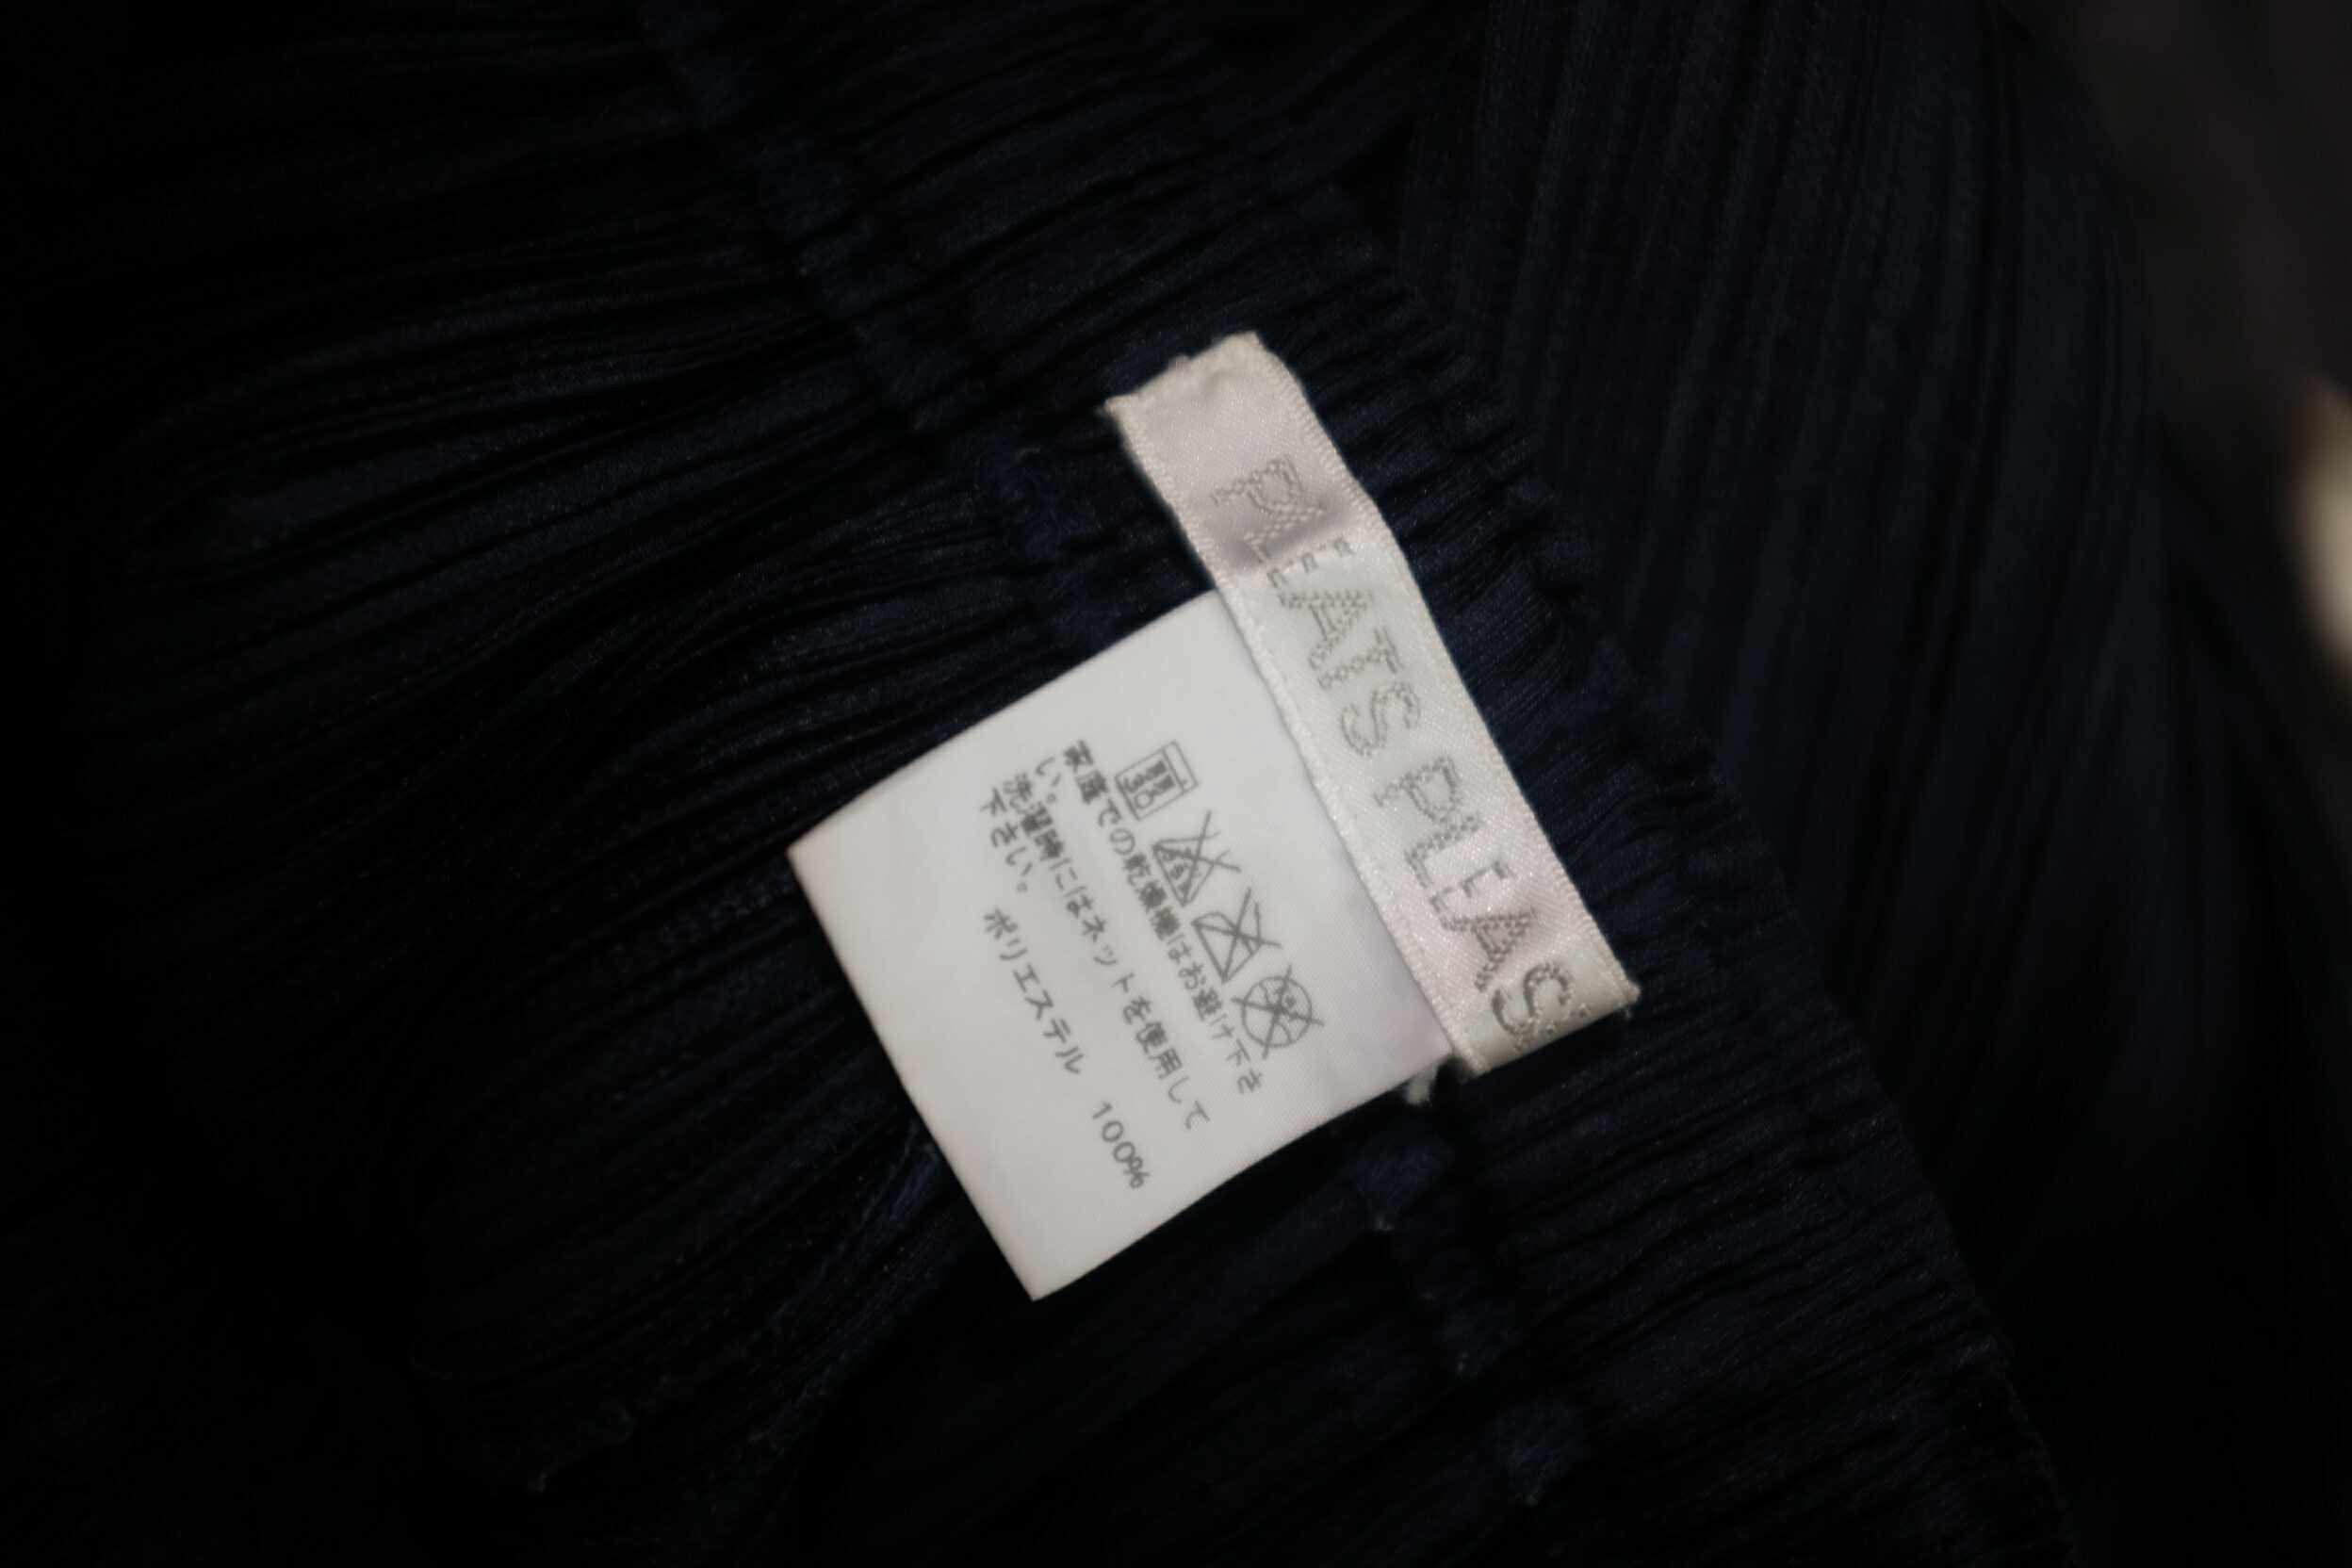 PLEATS PLEAS
家庭での乾燥機はお避け下さ
い。
洗濯時にはネットを使用して
下さい。
ポリエステル 100%